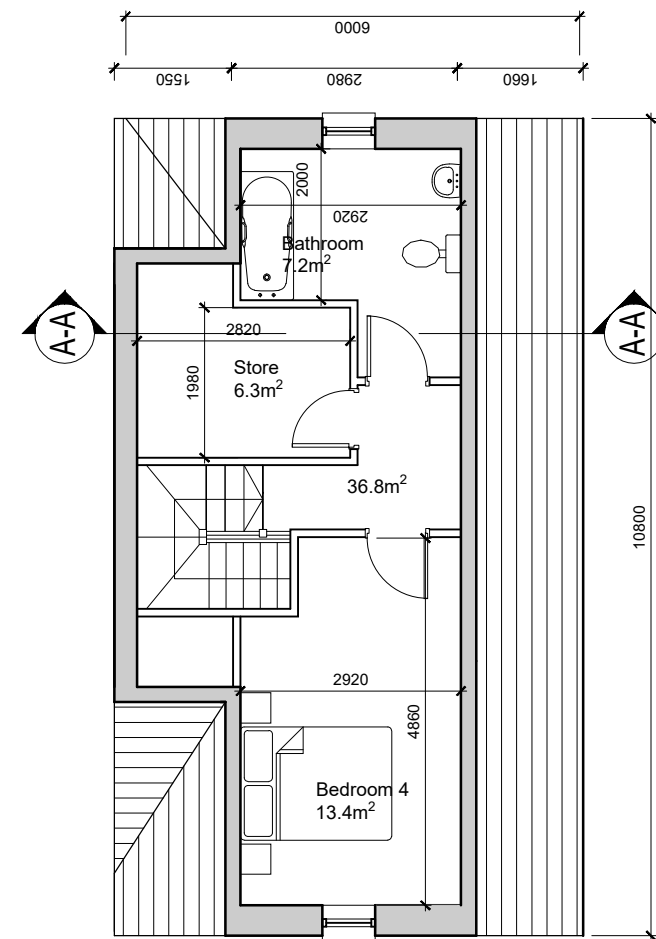 6000
1550
2980
1660
2000
2920
Bathroom
7.2m²
A-A
A-A
2820
Store
6.3m²
1980
36.8m²
10800
2920
4860
Bedroom 4
13.4m²